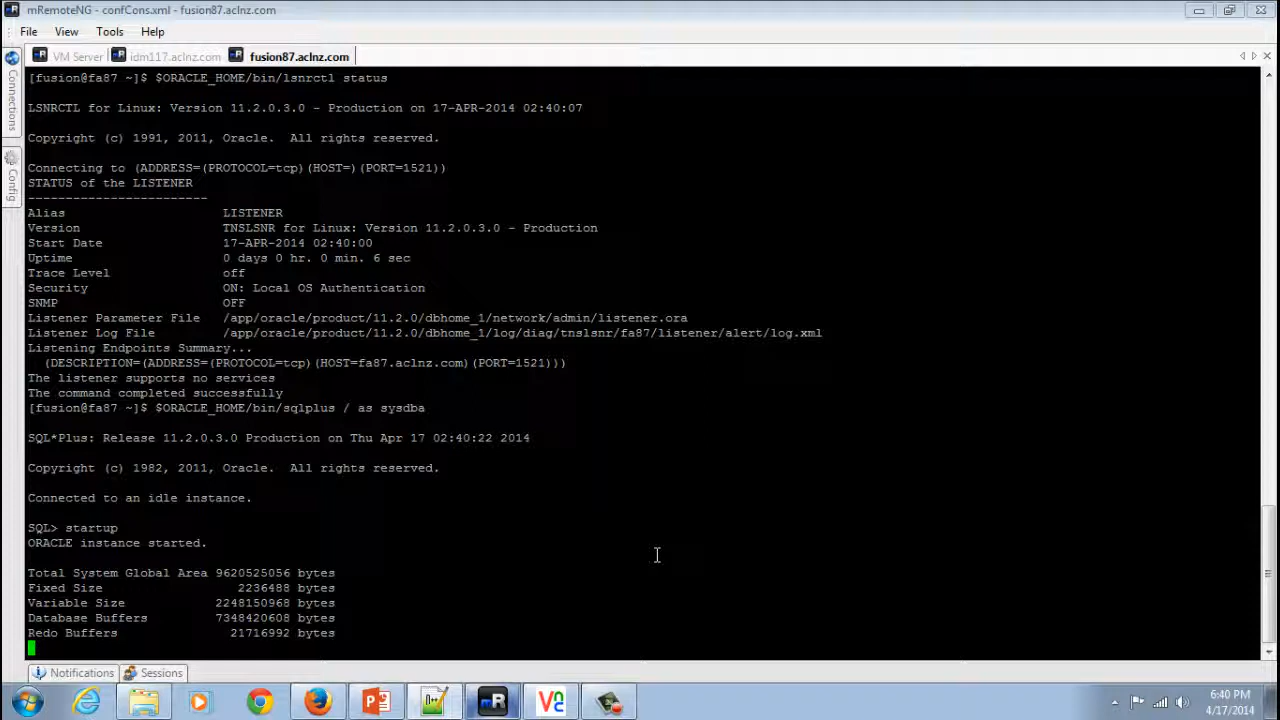 mRemoteNG - confCons.xml - fusion87.aclnz.com
File View Tools Help
VM Server idm117.aclnz.com fusion87.aclnz.com
Connections
Config
[fusion@fa87 ~]$ $ORACLE_HOME/bin/lsnrctl status
LSNRCTL for Linux: Version 11.2.0.3.0 - Production on 17-APR-2014 02:40:07
Copyright (c) 1991, 2011, Oracle.  All rights reserved.
Connecting to (ADDRESS=(PROTOCOL=tcp)(HOST=)(PORT=1521))
STATUS of the LISTENER
------------------------
Alias                     LISTENER
Version                   TNSLSNR for Linux: Version 11.2.0.3.0 - Production
Start Date                17-APR-2014 02:40:00
Uptime                    0 days 0 hr. 0 min. 6 sec
Trace Level               off
Security                  ON: Local OS Authentication
SNMP                      OFF
Listener Parameter File   /app/oracle/product/11.2.0/dbhome_1/network/admin/listener.ora
Listener Log File         /app/oracle/product/11.2.0/dbhome_1/log/diag/tnslsnr/fa87/listener/alert/log.xml
Listening Endpoints Summary...
  (DESCRIPTION=(ADDRESS=(PROTOCOL=tcp)(HOST=fa87.aclnz.com)(PORT=1521)))
The listener supports no services
The command completed successfully
[fusion@fa87 ~]$ $ORACLE_HOME/bin/sqlplus / as sysdba
SQL*Plus: Release 11.2.0.3.0 Production on Thu Apr 17 02:40:22 2014
Copyright (c) 1982, 2011, Oracle.  All rights reserved.
Connected to an idle instance.
SQL> startup
ORACLE instance started.
Total System Global Area 9620525056 bytes
Fixed Size                  2236488 bytes
Variable Size            2248150968 bytes
Database Buffers         7348420608 bytes
Redo Buffers               21716992 bytes
Notifications Sessions
6:40 PM
4/17/2014